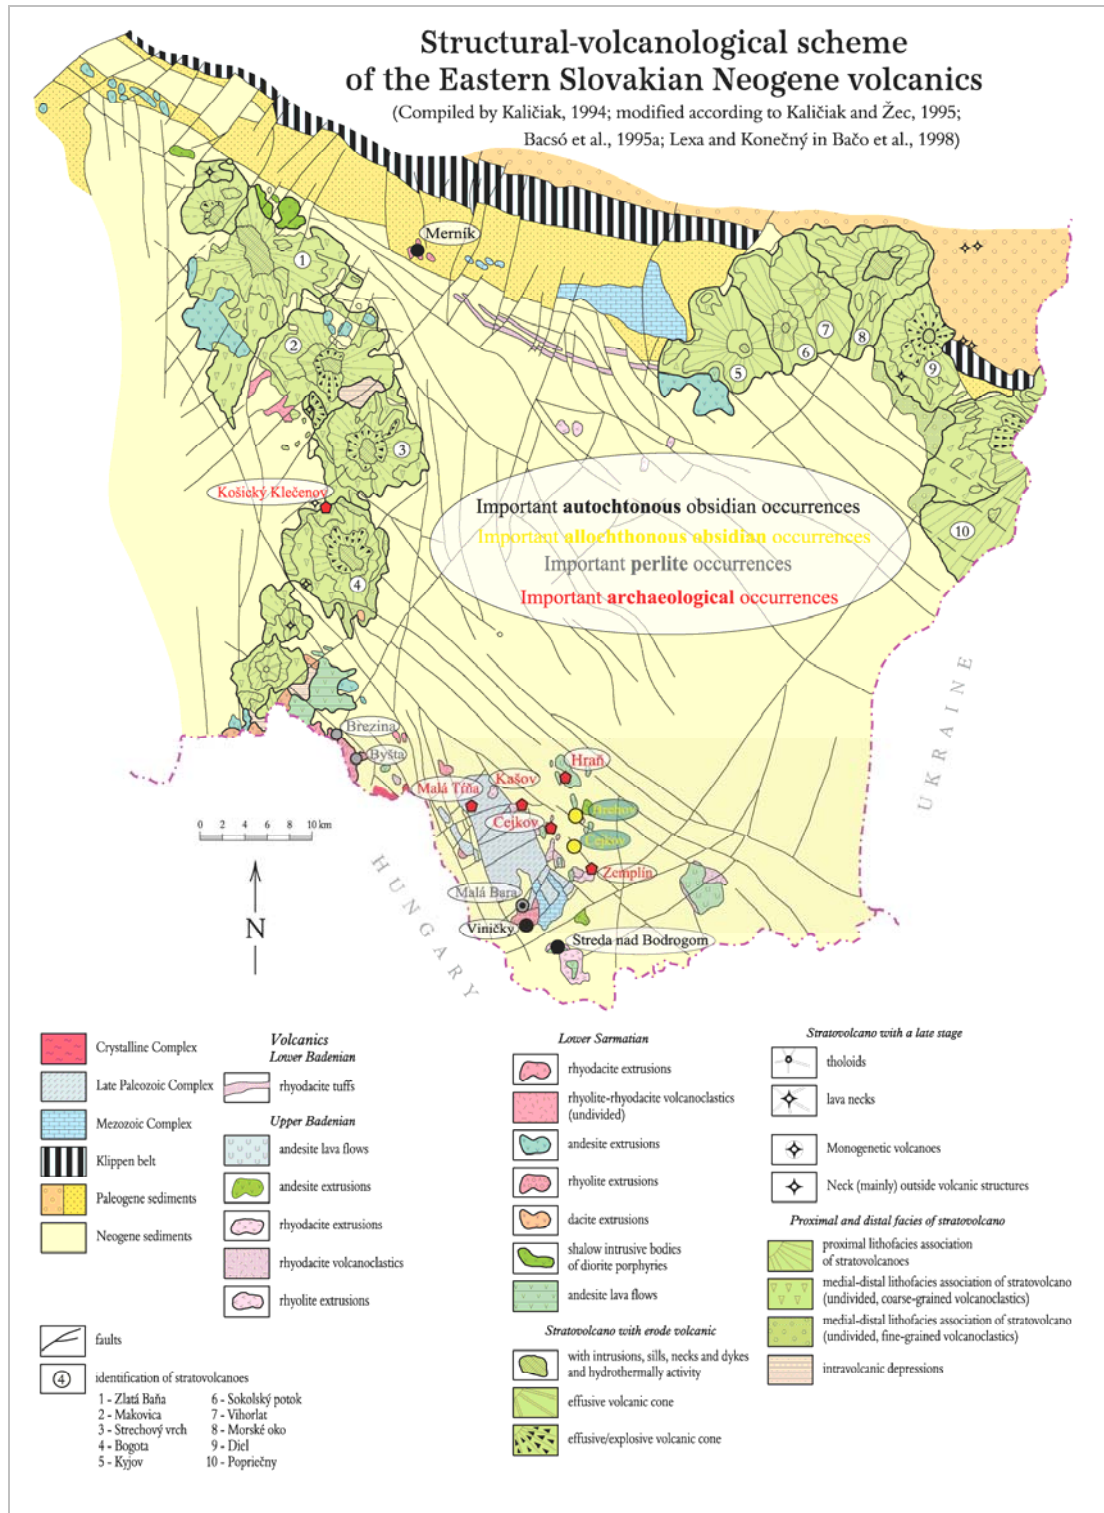 Structural-volcanological scheme
of the Eastern Slovakian Neogene volcanics
(Compiled by Kaličiak, 1994; modified according to Kaličiak and Žec, 1995;
Bacsó et al., 1995a; Lexa and Konečný in Bačo et al., 1998)
Merník
1
2
3
4
5
6
7
8
9
10
Košický Klečenov
Important autochtonous obsidian occurrences
Important allochthonous obsidian occurrences
Important perlite occurrences
Important archaeological occurrences
UKRAINE
Brezina
Byšta
Hraň
Kašov
Malá Tŕňa
Brehov
Cejkov
Cejkov
Zemplín
Malá Bara
Viničky
Streda nad Bodrogom
0 2 4 6 8 10 km
N
HUNGARY
Crystalline Complex
Late Paleozoic Complex
Mezozoic Complex
Klippen belt
Paleogene sediments
Neogene sediments
faults
4
identification of stratovolcanoes
1 - Zlatá Baňa
2 - Makovica
3 - Strechový vrch
4 - Bogota
5 - Kyjov
6 - Sokolský potok
7 - Vihorlat
8 - Morské oko
9 - Diel
10 - Popriečny
Volcanics
Lower Badenian
rhyodacite tuffs
Upper Badenian
andesite lava flows
andesite extrusions
rhyodacite extrusions
rhyodacite volcanoclastics
rhyolite extrusions
Lower Sarmatian
rhyodacite extrusions
rhyolite-rhyodacite volcanoclastics
(undivided)
andesite extrusions
rhyolite extrusions
dacite extrusions
shalow intrusive bodies
of diorite porphyries
andesite lava flows
Stratovolcano with erode volcanic
with intrusions, sills, necks and dykes
and hydrothermally activity
effusive volcanic cone
effusive/explosive volcanic cone
Stratovolcano with a late stage
tholoids
lava necks
Monogenetic volcanoes
Neck (mainly) outside volcanic structures
Proximal and distal facies of stratovolcano
proximal lithofacies association
of stratovolcanoes
medial-distal lithofacies association of stratovolcano
(undivided, coarse-grained volcanoclastics)
medial-distal lithofacies association of stratovolcano
(undivided, fine-grained volcanoclastics)
intravolcanic depressions